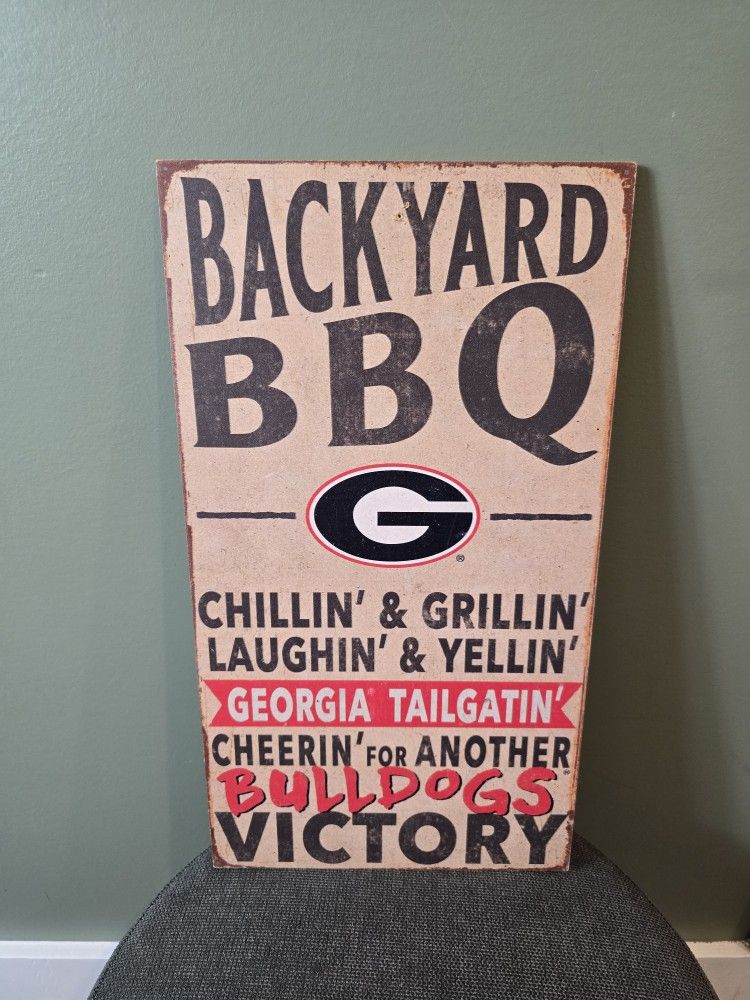 BACKYARD
BBQ
G
®
CHILLIN' & GRILLIN'
LAUGHIN' & YELLIN'
GEORGIA TAILGATIN'
CHEERIN' FOR ANOTHER
BULLDOGS®
VICTORY